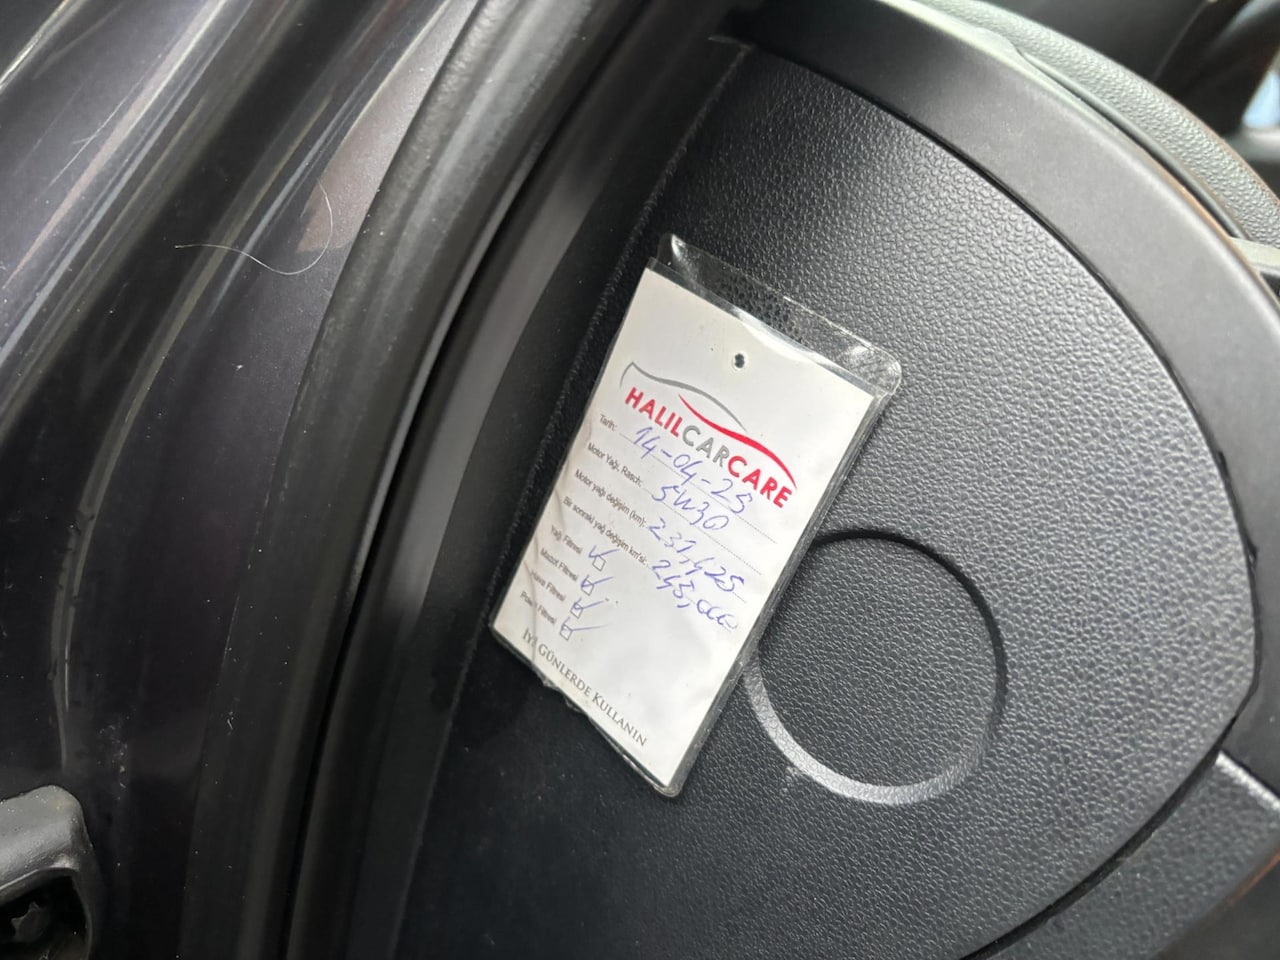 HALILCARCARE
Tarih: 14-04-25
Motor Yağı, Rasch: 5W30
Motor yağı değişim (km): 231,425
Bir sonraki yağ değişim km'si: 243,000
Yağ Filtresi ✓
Mazot Filtresi ✓
Hava Filtresi ✓
Polen Filtresi ✓
İYİ GÜNLERDE KULLANIN